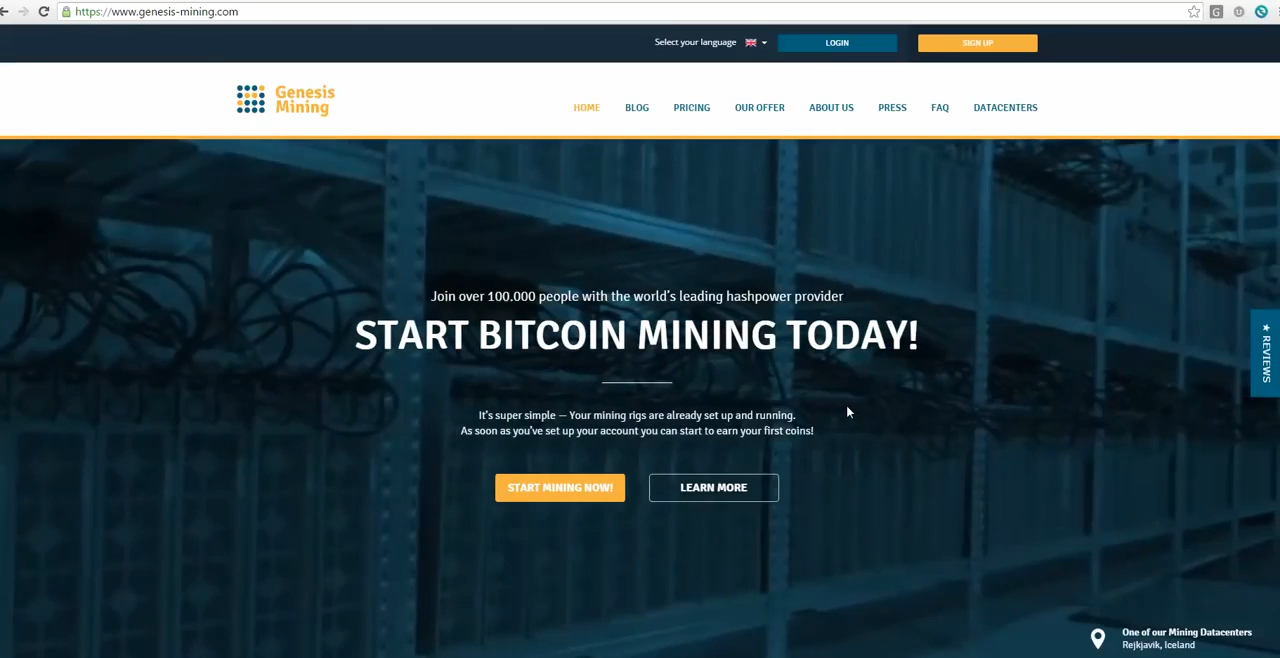 https://www.genesis-mining.com
Select your language
LOGIN
SIGN UP
Genesis
Mining
HOME
BLOG
PRICING
OUR OFFER
ABOUT US
PRESS
FAQ
DATACENTERS
Join over 100.000 people with the world's leading hashpower provider
START BITCOIN MINING TODAY!
It's super simple — Your mining rigs are already set up and running.
As soon as you've set up your account you can start to earn your first coins!
START MINING NOW!
LEARN MORE
★ REVIEWS
One of our Mining Datacenters
Rejkjavik, Iceland